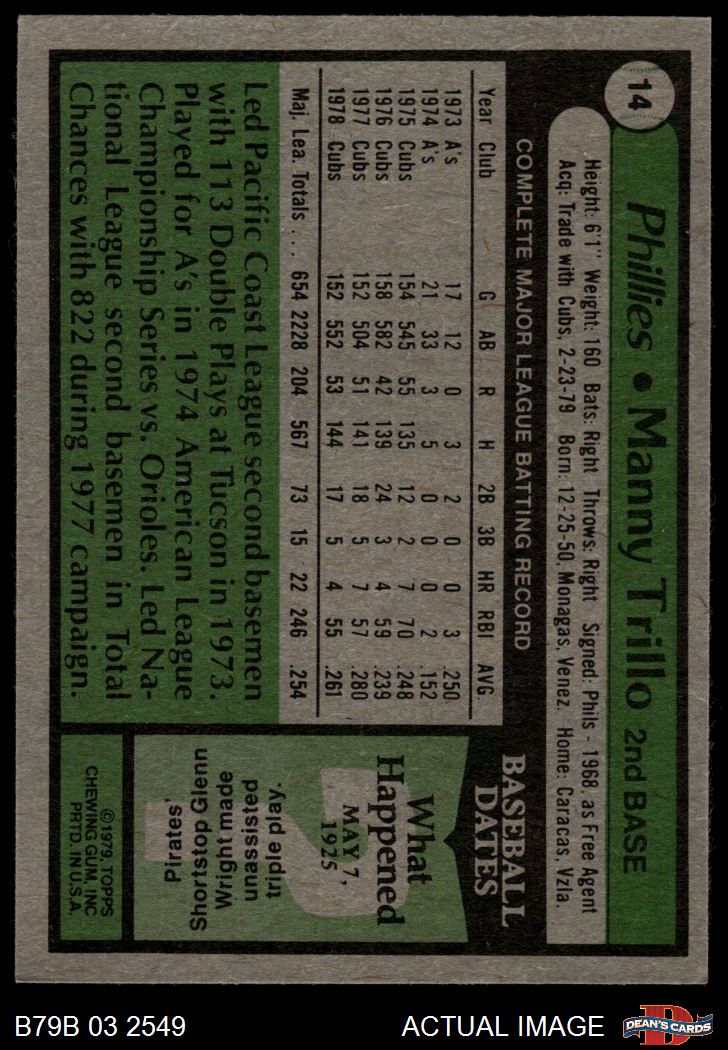 14
Phillies • Manny Trillo 2nd BASE
Height: 6'1" Weight: 160 Bats: Right Throws: Right Signed: Phils - 1968, as Free Agent
Acq: Trade with Cubs, 2-23-79 Born: 12-25-50, Monagas, Venez. Home: Caracas, Vzla.
COMPLETE MAJOR LEAGUE BATTING RECORD
Year Club G AB R H 2B 3B HR RBI AVG.
1973 A's 17 12 0 3 2 0 0 3 .250
1974 A's 21 33 3 5 0 0 0 2 .152
1975 Cubs 154 545 55 135 12 2 7 70 .248
1976 Cubs 158 582 42 139 24 3 4 59 .239
1977 Cubs 152 504 51 141 18 5 7 57 .280
1978 Cubs 152 552 53 144 17 5 4 55 .261
Maj. Lea. Totals . . . 654 2228 204 567 73 15 22 246 .254
Led Pacific Coast League second basemen
with 113 Double Plays at Tucson in 1973.
Played for A's in 1974 American League
Championship Series vs. Orioles. Led Na-
tional League second basemen in Total
Chances with 822 during 1977 campaign.
BASEBALL
DATES
What
Happened
MAY 7,
1925
Pirates'
Shortstop Glenn
Wright made
unassisted
triple play.
©1979, TOPPS
CHEWING GUM, INC
PRTD. IN U.S.A.
B79B 03 2549
ACTUAL IMAGE
D
DEAN'S CARDS